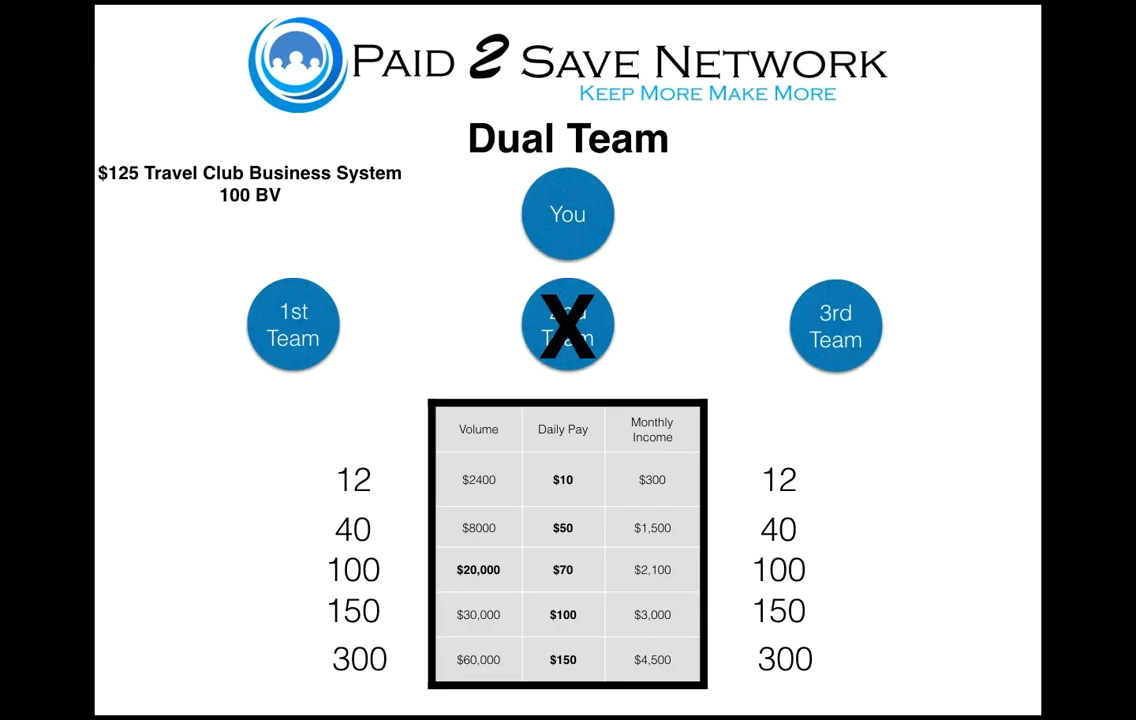 PAID 2 SAVE NETWORK
KEEP MORE MAKE MORE
Dual Team
$125 Travel Club Business System
100 BV
You
1st
Team
X
3rd
Team
Volume Daily Pay Monthly Income
12 $2400 $10 $300 12
40 $8000 $50 $1,500 40
100 $20,000 $70 $2,100 100
150 $30,000 $100 $3,000 150
300 $60,000 $150 $4,500 300